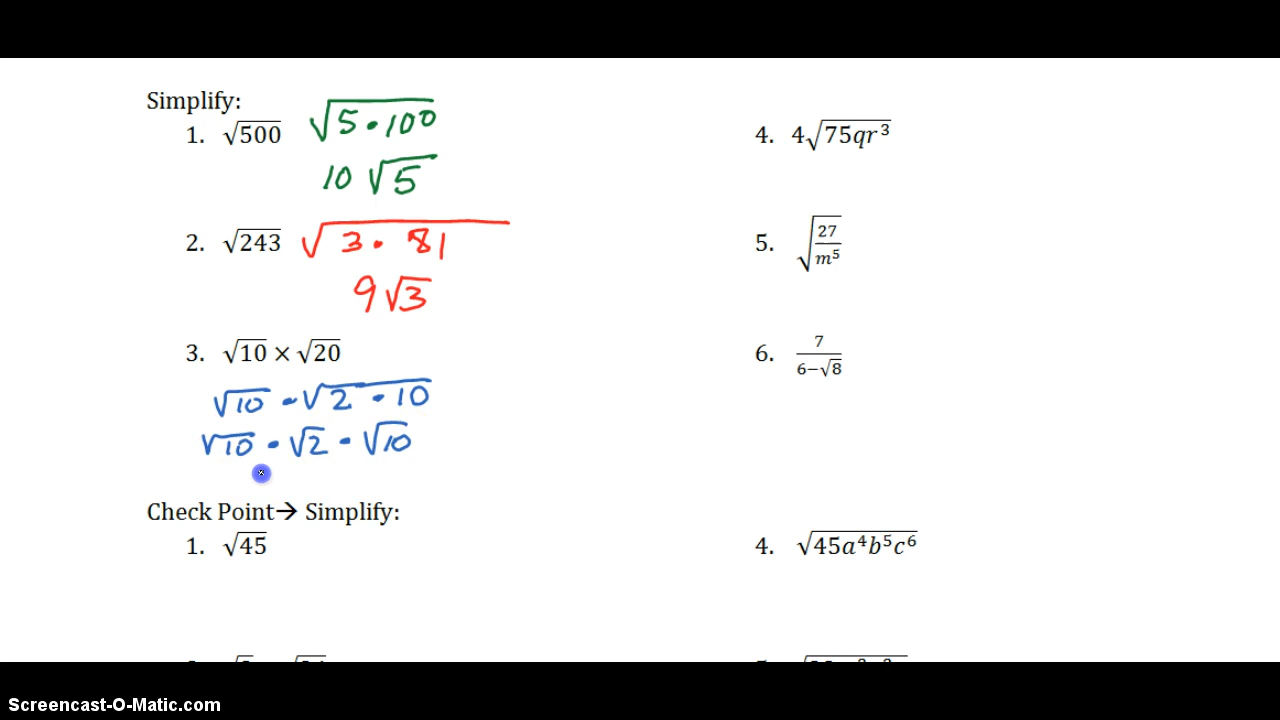 Simplify:
1. √500 √5•100
10 √5
2. √243 √3•81
9√3
3. √10 × √20
√10 • √2•10
√10 • √2 • √10
4. 4√75qr³
5. √27/m⁵
6. 7/6−√8
Check Point→ Simplify:
1. √45
4. √45a⁴b⁵c⁶
Screencast-O-Matic.com